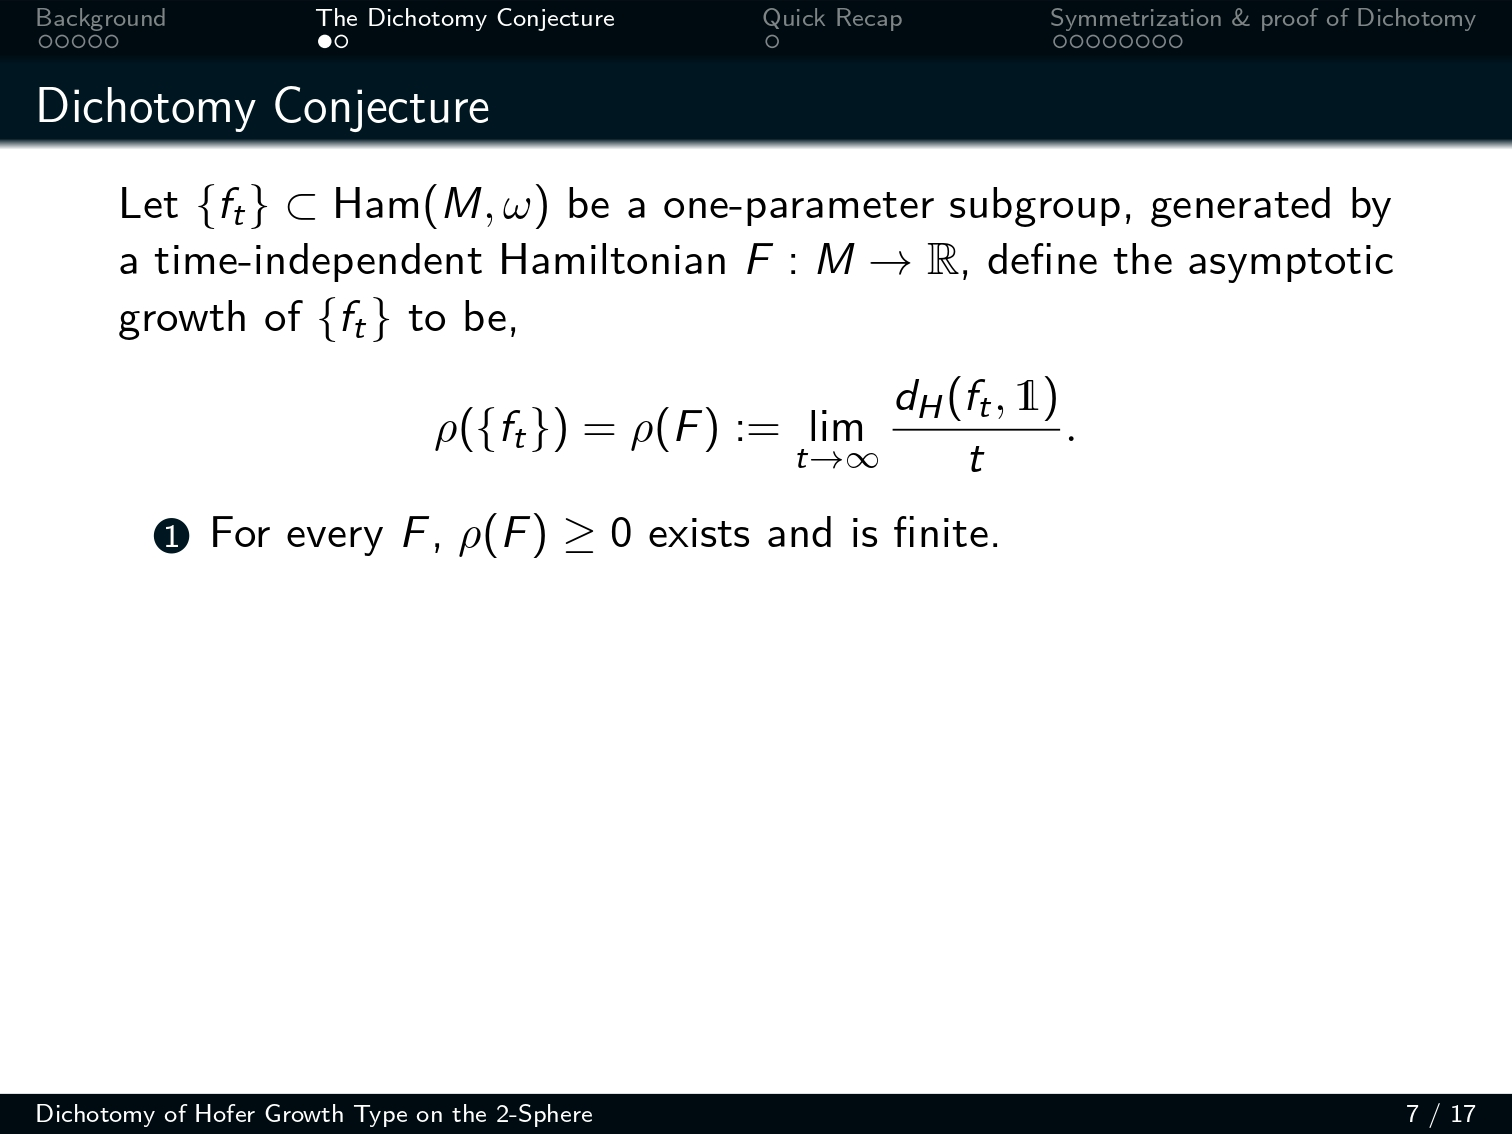 Background The Dichotomy Conjecture Quick Recap Symmetrization & proof of Dichotomy
Dichotomy Conjecture
Let {f_t} ⊂ Ham(M, ω) be a one-parameter subgroup, generated by
a time-independent Hamiltonian F : M → ℝ, define the asymptotic
growth of {f_t} to be,
ρ({f_t}) = ρ(F) := lim_{t→∞} d_H(f_t, 𝟙) / t.
1 For every F, ρ(F) ≥ 0 exists and is finite.
Dichotomy of Hofer Growth Type on the 2-Sphere 7 / 17